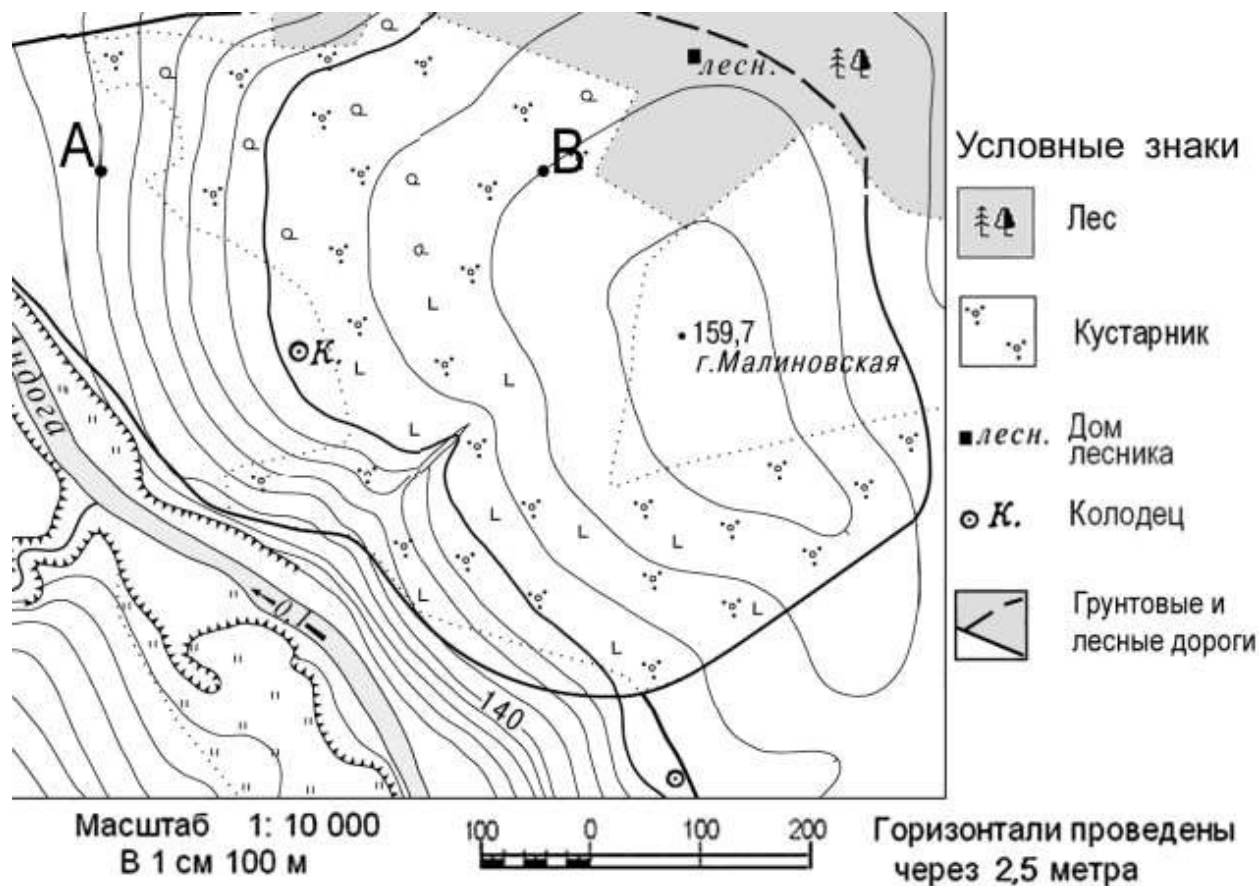 A
B
лесн.
159,7
г.Малиновская
К.
0,1
140
Условные знаки
Лес
Кустарник
лесн. Дом
лесника
К. Колодец
Грунтовые и
лесные дороги
Масштаб 1: 10 000
В 1 см 100 м
100 0 100 200
Горизонтали проведены
через 2,5 метра